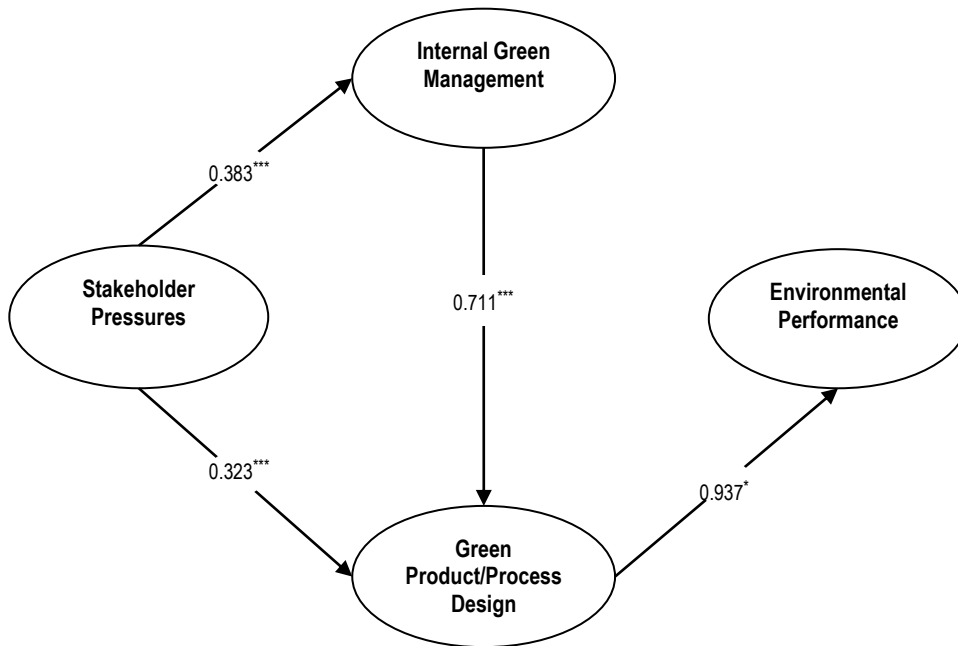 Internal Green
Management
0.383***
Stakeholder
Pressures
0.711***
Environmental
Performance
0.323***
0.937*
Green
Product/Process
Design